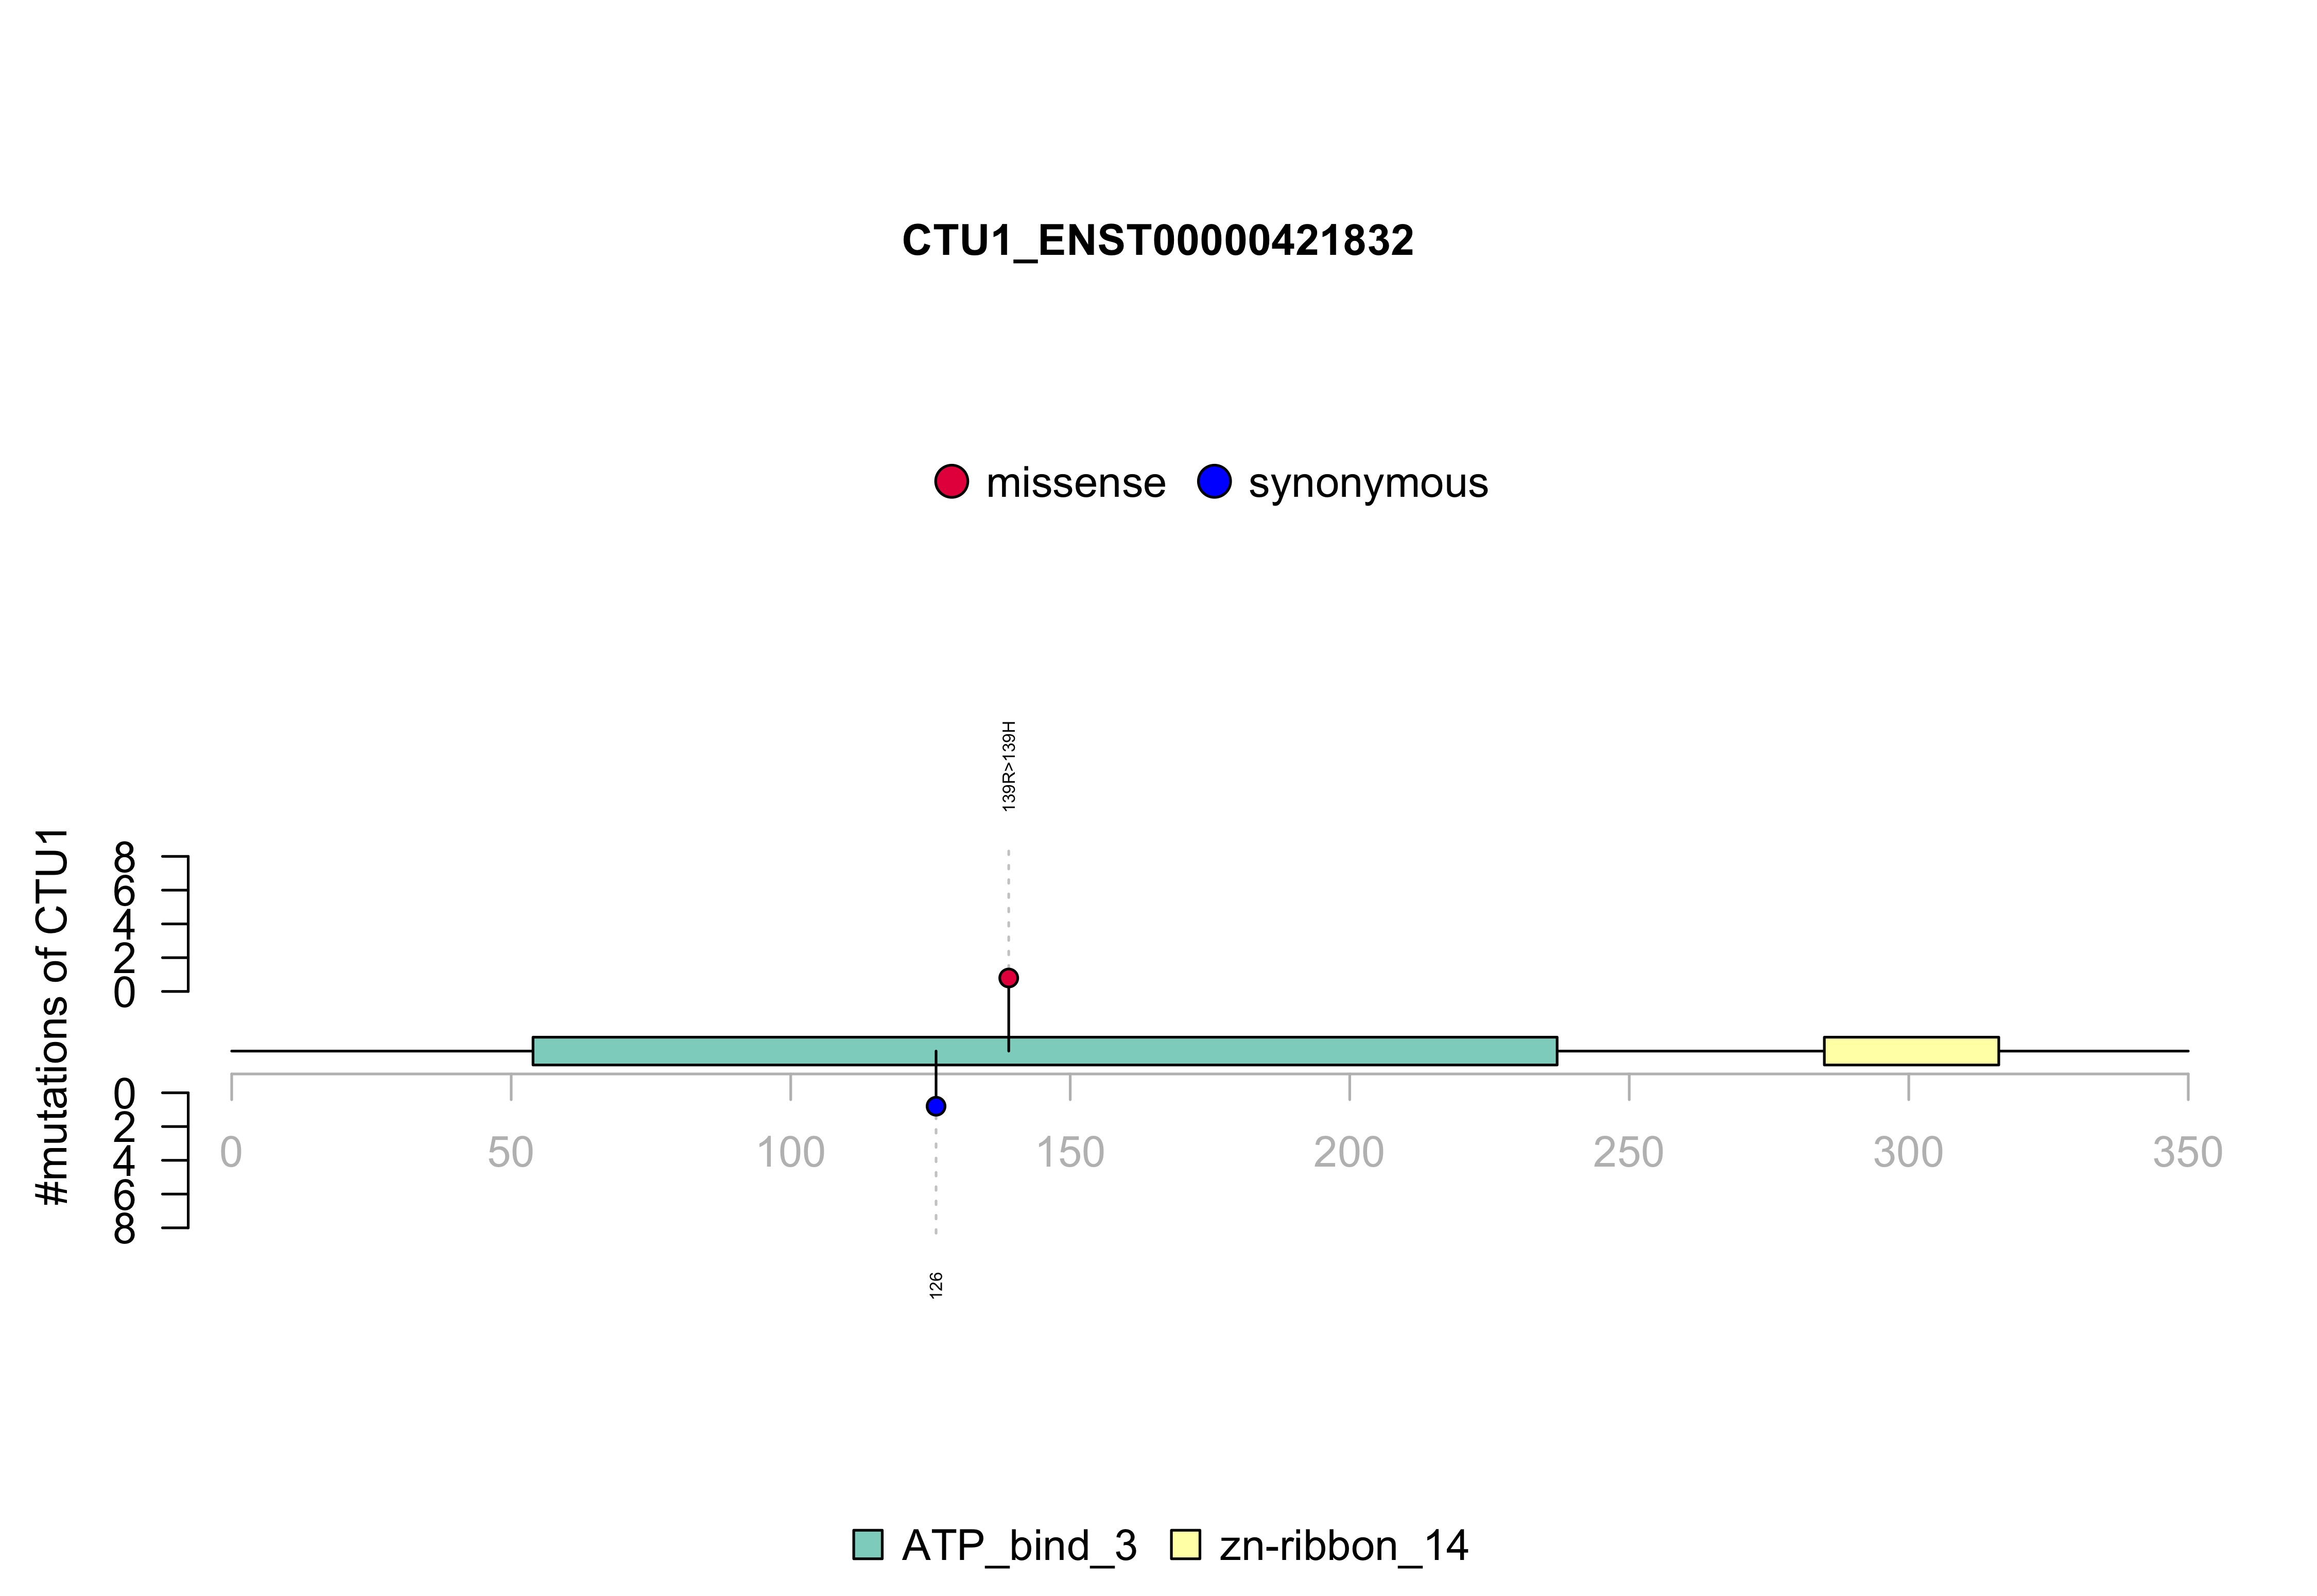 CTU1_ENST00000421832
missense synonymous
139R>139H
#mutations of CTU1
8
6
4
2
0
0
2
4
6
8
0 50 100 150 200 250 300 350
126
ATP_bind_3 zn-ribbon_14